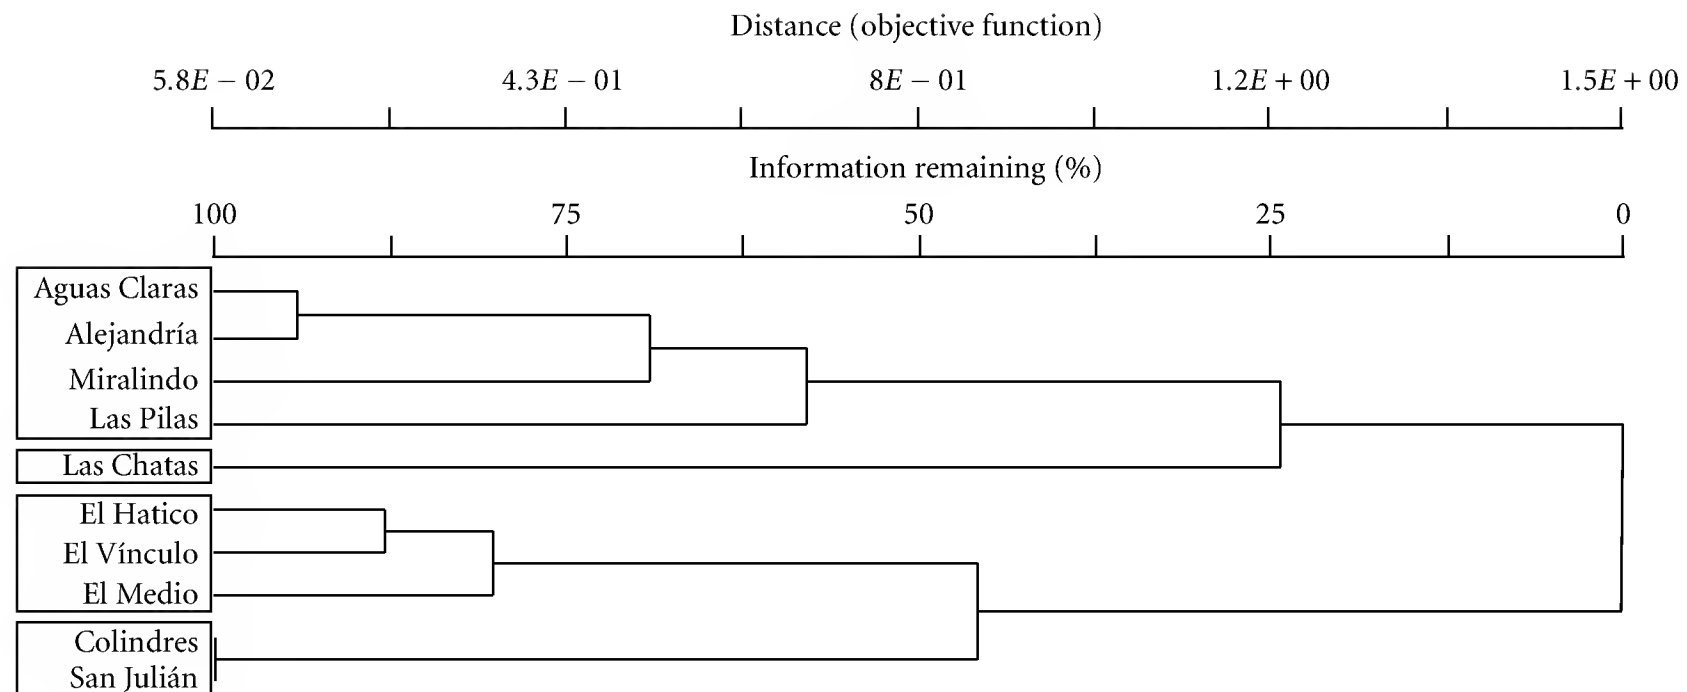 Distance (objective function)
5.8E − 02 4.3E − 01 8E − 01 1.2E + 00 1.5E + 00
Information remaining (%)
100 75 50 25 0
Aguas Claras
Alejandría
Miralindo
Las Pilas
Las Chatas
El Hatico
El Vínculo
El Medio
Colindres
San Julián